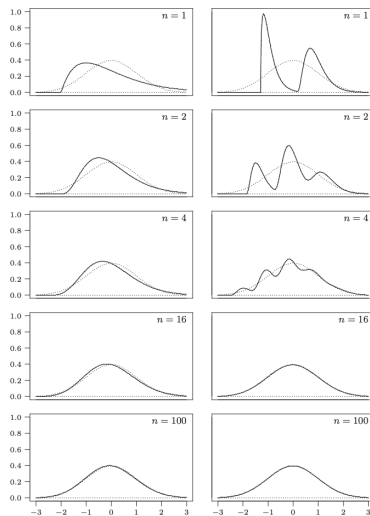 1.0 0.8 0.6 0.4 0.2 0.0 n = 1 n = 1
1.0 0.8 0.6 0.4 0.2 0.0 n = 2 n = 2
1.0 0.8 0.6 0.4 0.2 0.0 n = 4 n = 4
1.0 0.8 0.6 0.4 0.2 0.0 n = 16 n = 16
1.0 0.8 0.6 0.4 0.2 0.0 n = 100 n = 100
−3 −2 −1 0 1 2 3 −3 −2 −1 0 1 2 3